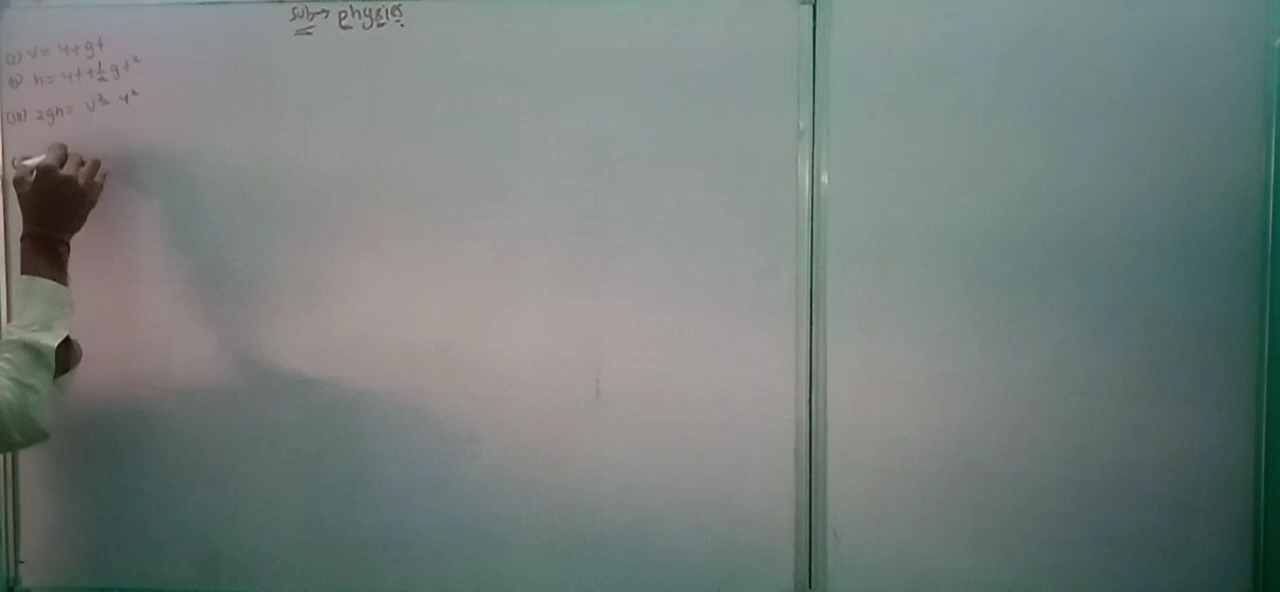 Sub→ Physics
(i) v = u+gt
(ii) h = ut+½gt²
(iii) 2gh = v²- u²